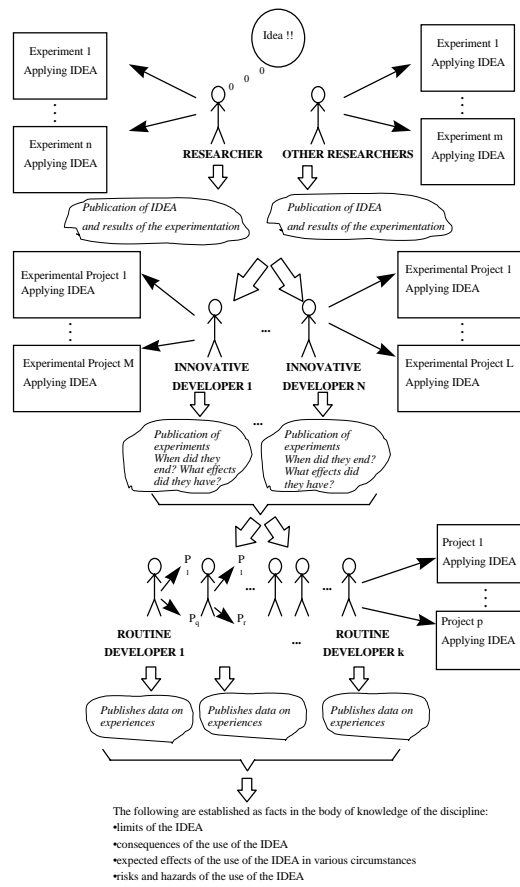 Idea !!
Experiment 1
Applying IDEA
Experiment n
Applying IDEA
o
o
o
Experiment 1
Applying IDEA
Experiment m
Applying IDEA
RESEARCHER
OTHER RESEARCHERS
Publication of IDEA
and results of the experimentation
Publication of IDEA
and results of the experimentation
Experimental Project 1
Applying IDEA
Experimental Project M
Applying IDEA
...
Experimental Project 1
Applying IDEA
Experimental Project L
Applying IDEA
INNOVATIVE
DEVELOPER 1
INNOVATIVE
DEVELOPER N
Publication of
experiments
When did they
end? What effects
did they have?
...
Publication of
experiments
When did they end?
What effects did
they have?
P1
Pq
P1
Pr
...
...
Project 1
Applying IDEA
Project p
Applying IDEA
ROUTINE
DEVELOPER 1
...
ROUTINE
DEVELOPER k
Publishes data on
experiences
Publishes data on
experiences
Publishes data on
experiences
The following are established as facts in the body of knowledge of the discipline:
•limits of the IDEA
•consequences of the use of the IDEA
•expected effects of the use of the IDEA in various circumstances
•risks and hazards of the use of the IDEA